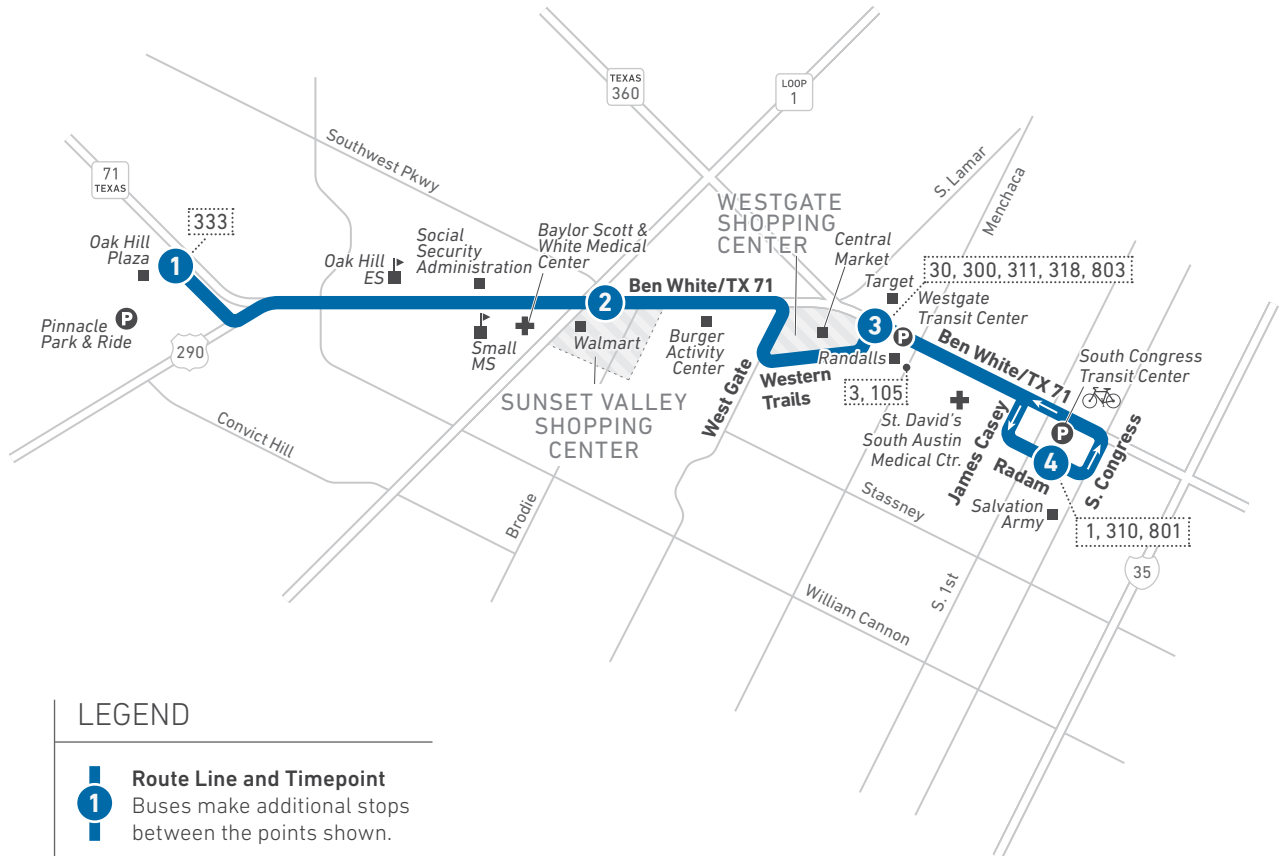 TEXAS
360
LOOP
1
Southwest Pkwy
71
TEXAS
S. Lamar
Menchaca
WESTGATE
SHOPPING
CENTER
333
Oak Hill
Plaza
1
Oak Hill
ES
Social
Security
Administration
Baylor Scott &
White Medical
Center
Central
Market
30, 300, 311, 318, 803
Target
Westgate
Transit Center
2
Ben White/TX 71
3
P
Pinnacle
Park & Ride
P
290
Small
MS
Walmart
Burger
Activity
Center
Randalls
Ben White/TX 71
South Congress
Transit Center
West Gate
Western
Trails
3, 105
SUNSET VALLEY
SHOPPING
CENTER
St. David's
South Austin
Medical Ctr.
James Casey
P
4
Radam
S. Congress
Convict Hill
Brodie
Stassney
Salvation
Army
1, 310, 801
35
S. 1st
William Cannon
LEGEND
1
Route Line and Timepoint
Buses make additional stops
between the points shown.